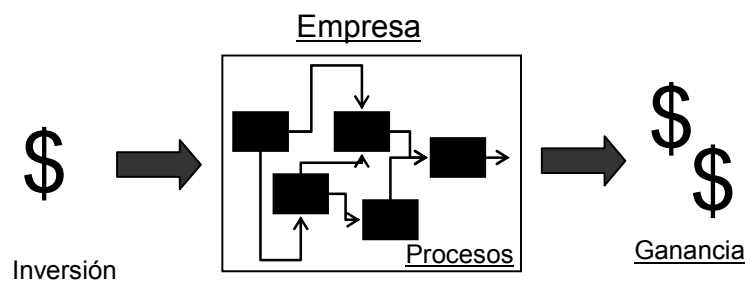 Empresa
$
$
$
Procesos
Ganancia
Inversión